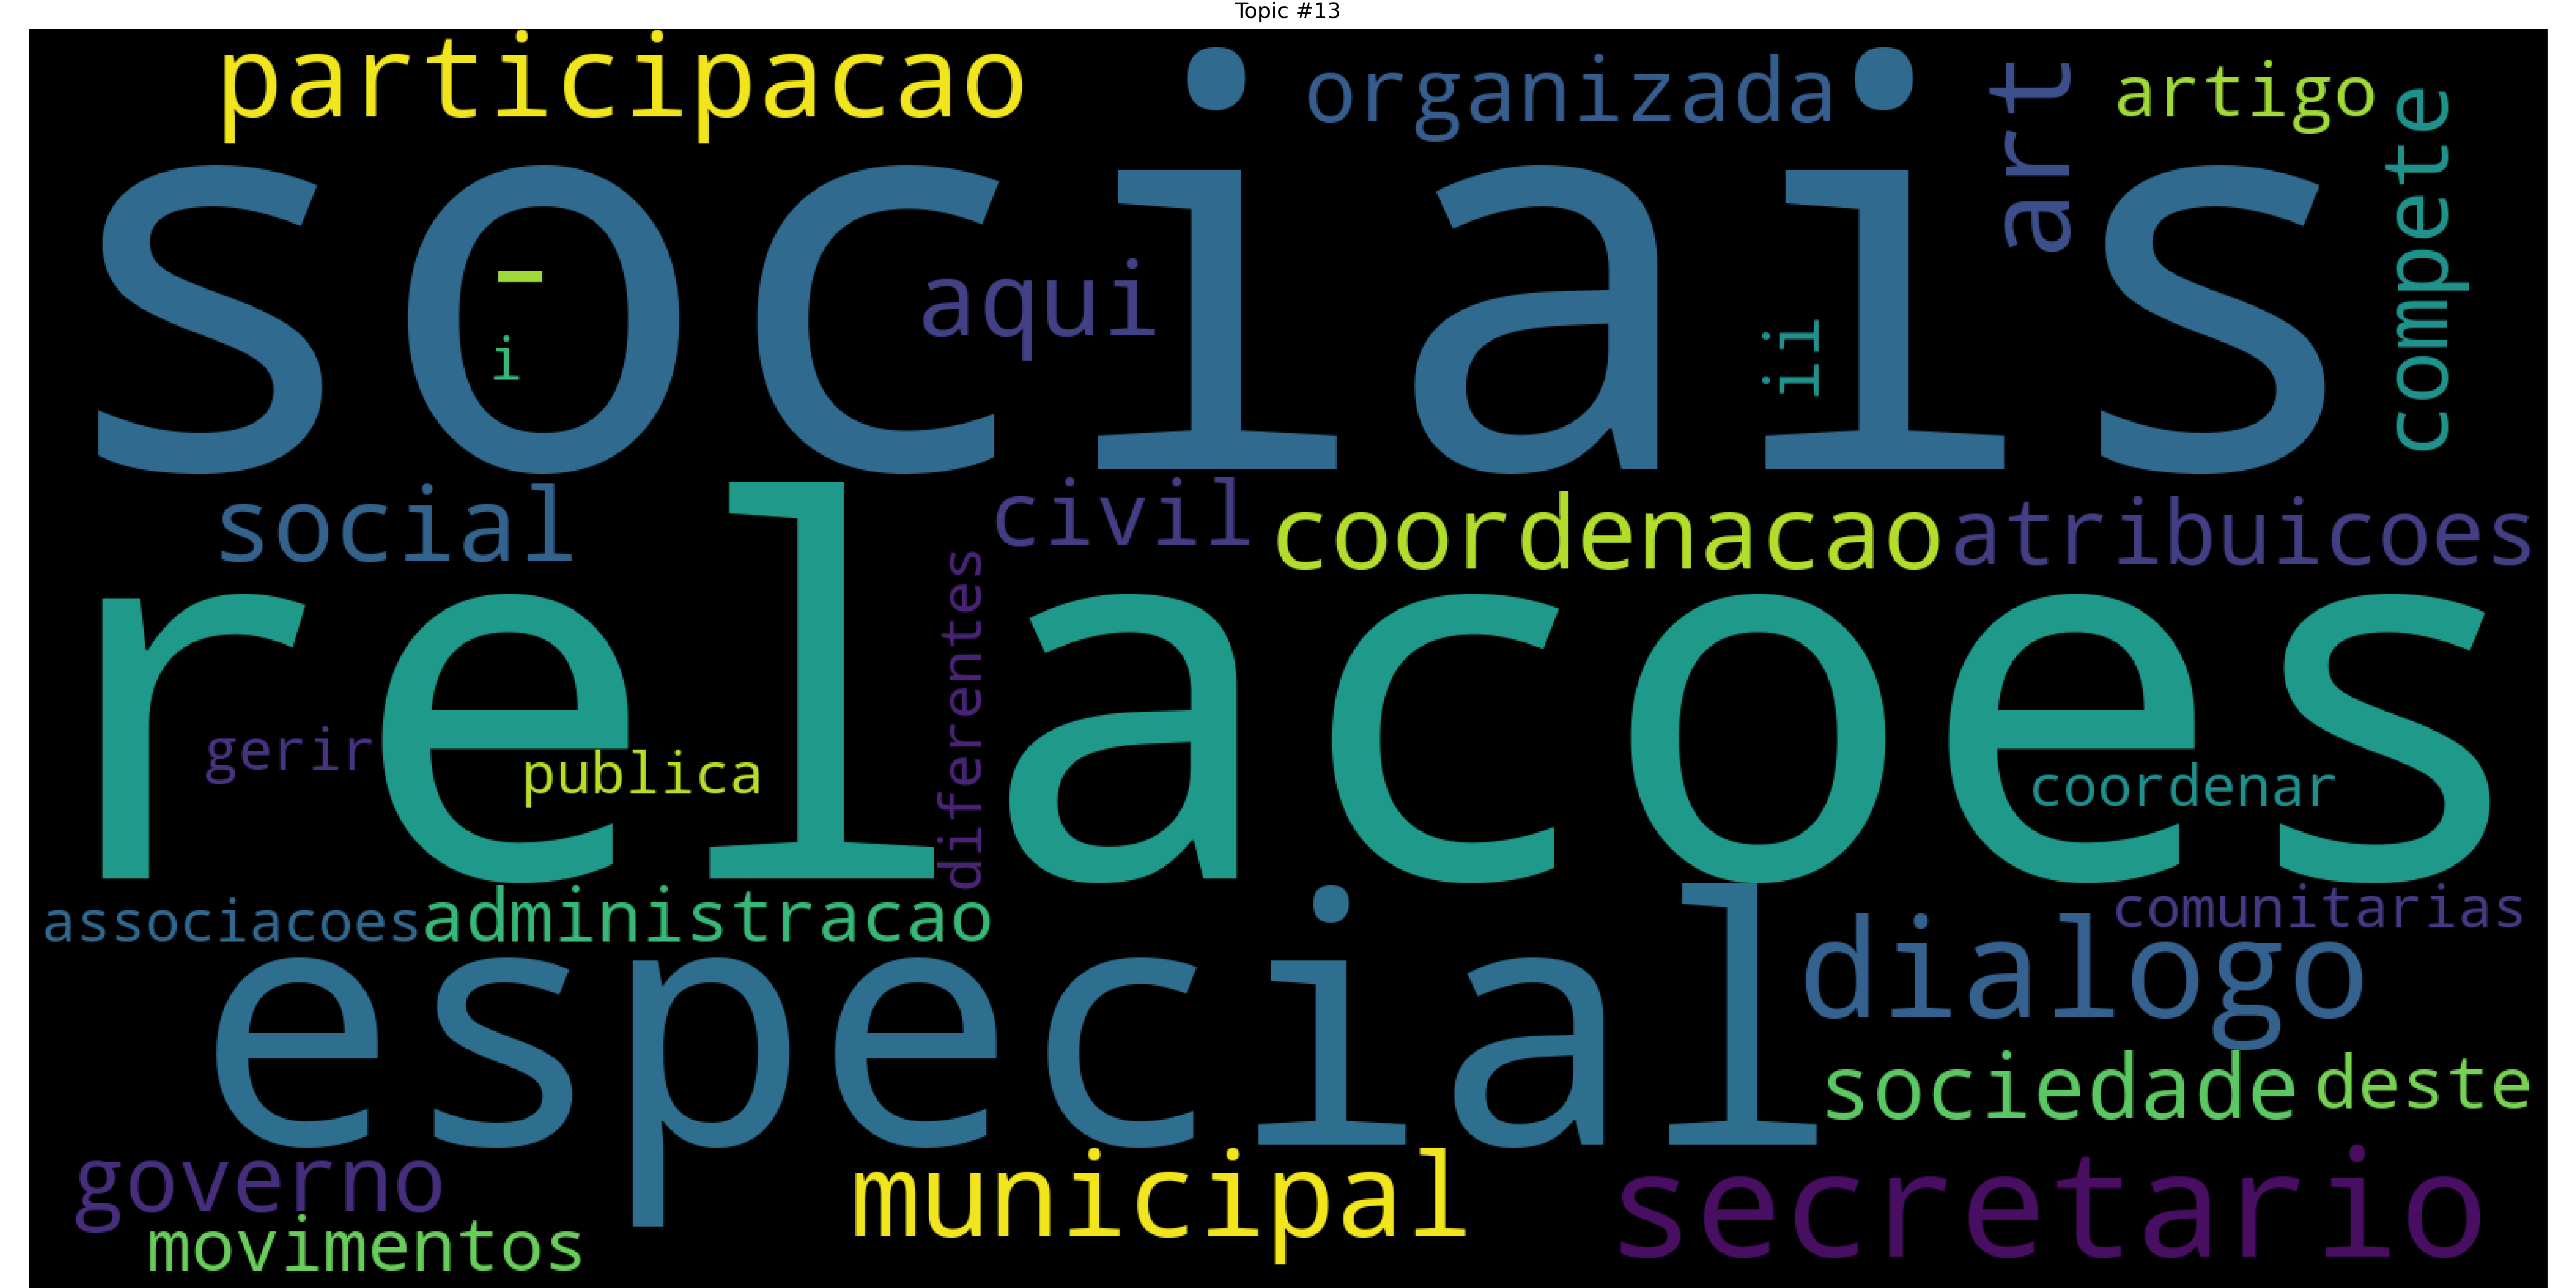 Topic #13
participacao
organizada
art
artigo
compete
sociais
-
i
aqui
ii
social
civil
coordenacao
atribuicoes
relacoes
diferentes
gerir
publica
coordenar
associacoes
administracao
comunitarias
especial
dialogo
sociedade
deste
governo
municipal
secretario
movimentos